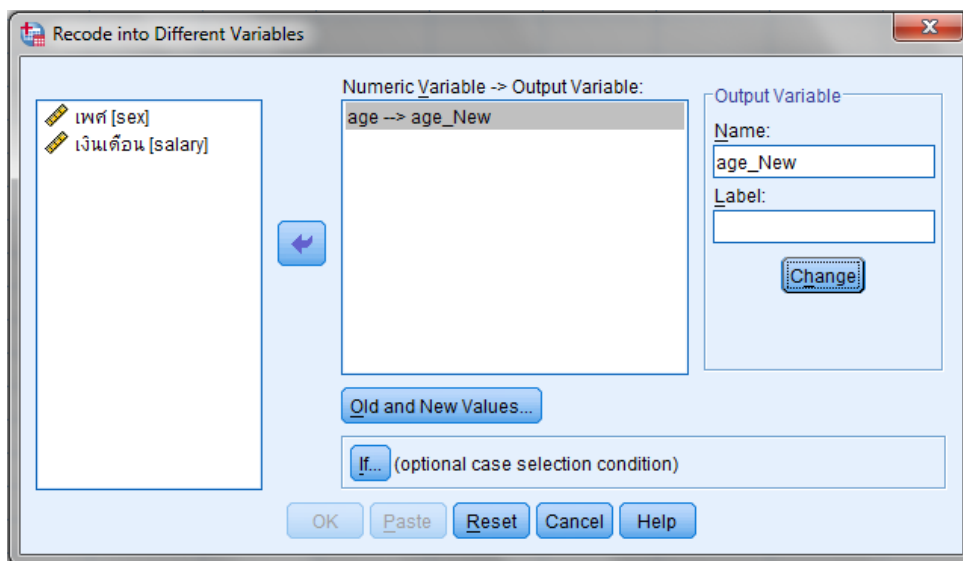 Recode into Different Variables
เพศ [sex]
เงินเดือน [salary]
Numeric Variable -> Output Variable:
age --> age_New
Output Variable
Name:
age_New
Label:
Change
Old and New Values...
If... (optional case selection condition)
OK Paste Reset Cancel Help